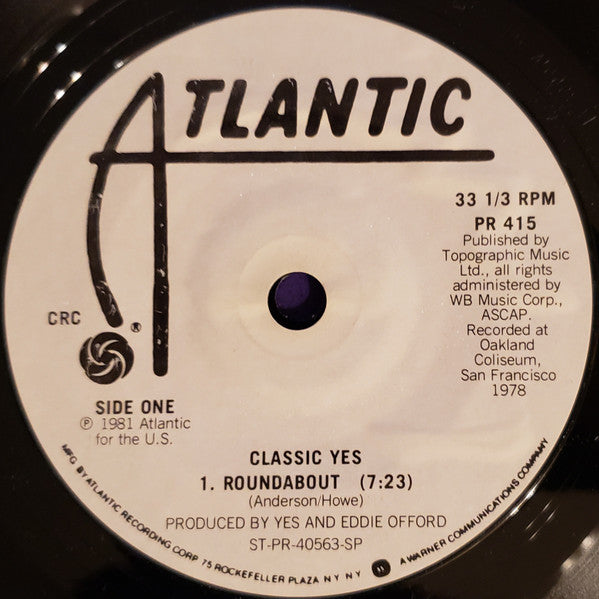 ATLANTIC
33 1/3 RPM
PR 415
Published by
Topographic Music
Ltd., all rights
administered by
WB Music Corp.,
ASCAP.
Recorded at
Oakland
Coliseum,
San Francisco
1978
CRC
®
SIDE ONE
℗ 1981 Atlantic
for the U.S.
CLASSIC YES
1. ROUNDABOUT (7:23)
(Anderson/Howe)
PRODUCED BY YES AND EDDIE OFFORD
ST-PR-40563-SP
MFG BY ATLANTIC RECORDING CORP 75 ROCKEFELLER PLAZA N Y N Y A WARNER COMMUNICATIONS COMPANY